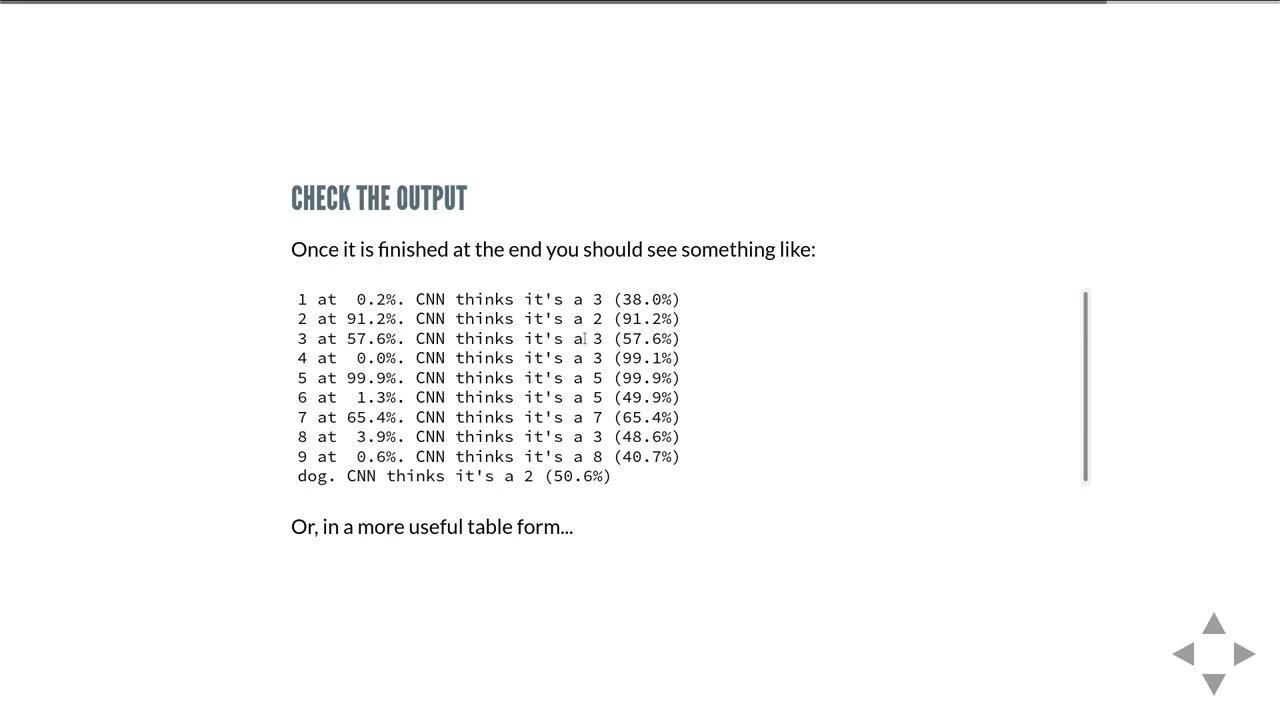 CHECK THE OUTPUT
Once it is finished at the end you should see something like:
1 at  0.2%. CNN thinks it's a 3 (38.0%)
2 at 91.2%. CNN thinks it's a 2 (91.2%)
3 at 57.6%. CNN thinks it's a 3 (57.6%)
4 at  0.0%. CNN thinks it's a 3 (99.1%)
5 at 99.9%. CNN thinks it's a 5 (99.9%)
6 at  1.3%. CNN thinks it's a 5 (49.9%)
7 at 65.4%. CNN thinks it's a 7 (65.4%)
8 at  3.9%. CNN thinks it's a 3 (48.6%)
9 at  0.6%. CNN thinks it's a 8 (40.7%)
dog. CNN thinks it's a 2 (50.6%)
Or, in a more useful table form...